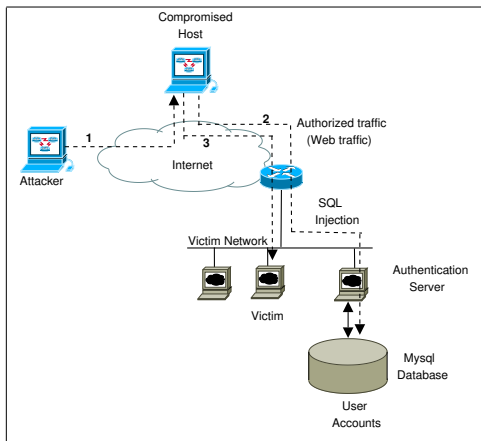 Compromised
Host
2
Authorized traffic
(Web traffic)
1
3
Internet
Attacker
SQL
Injection
Victim Network
Authentication
Server
Victim
Mysql
Database
User
Accounts